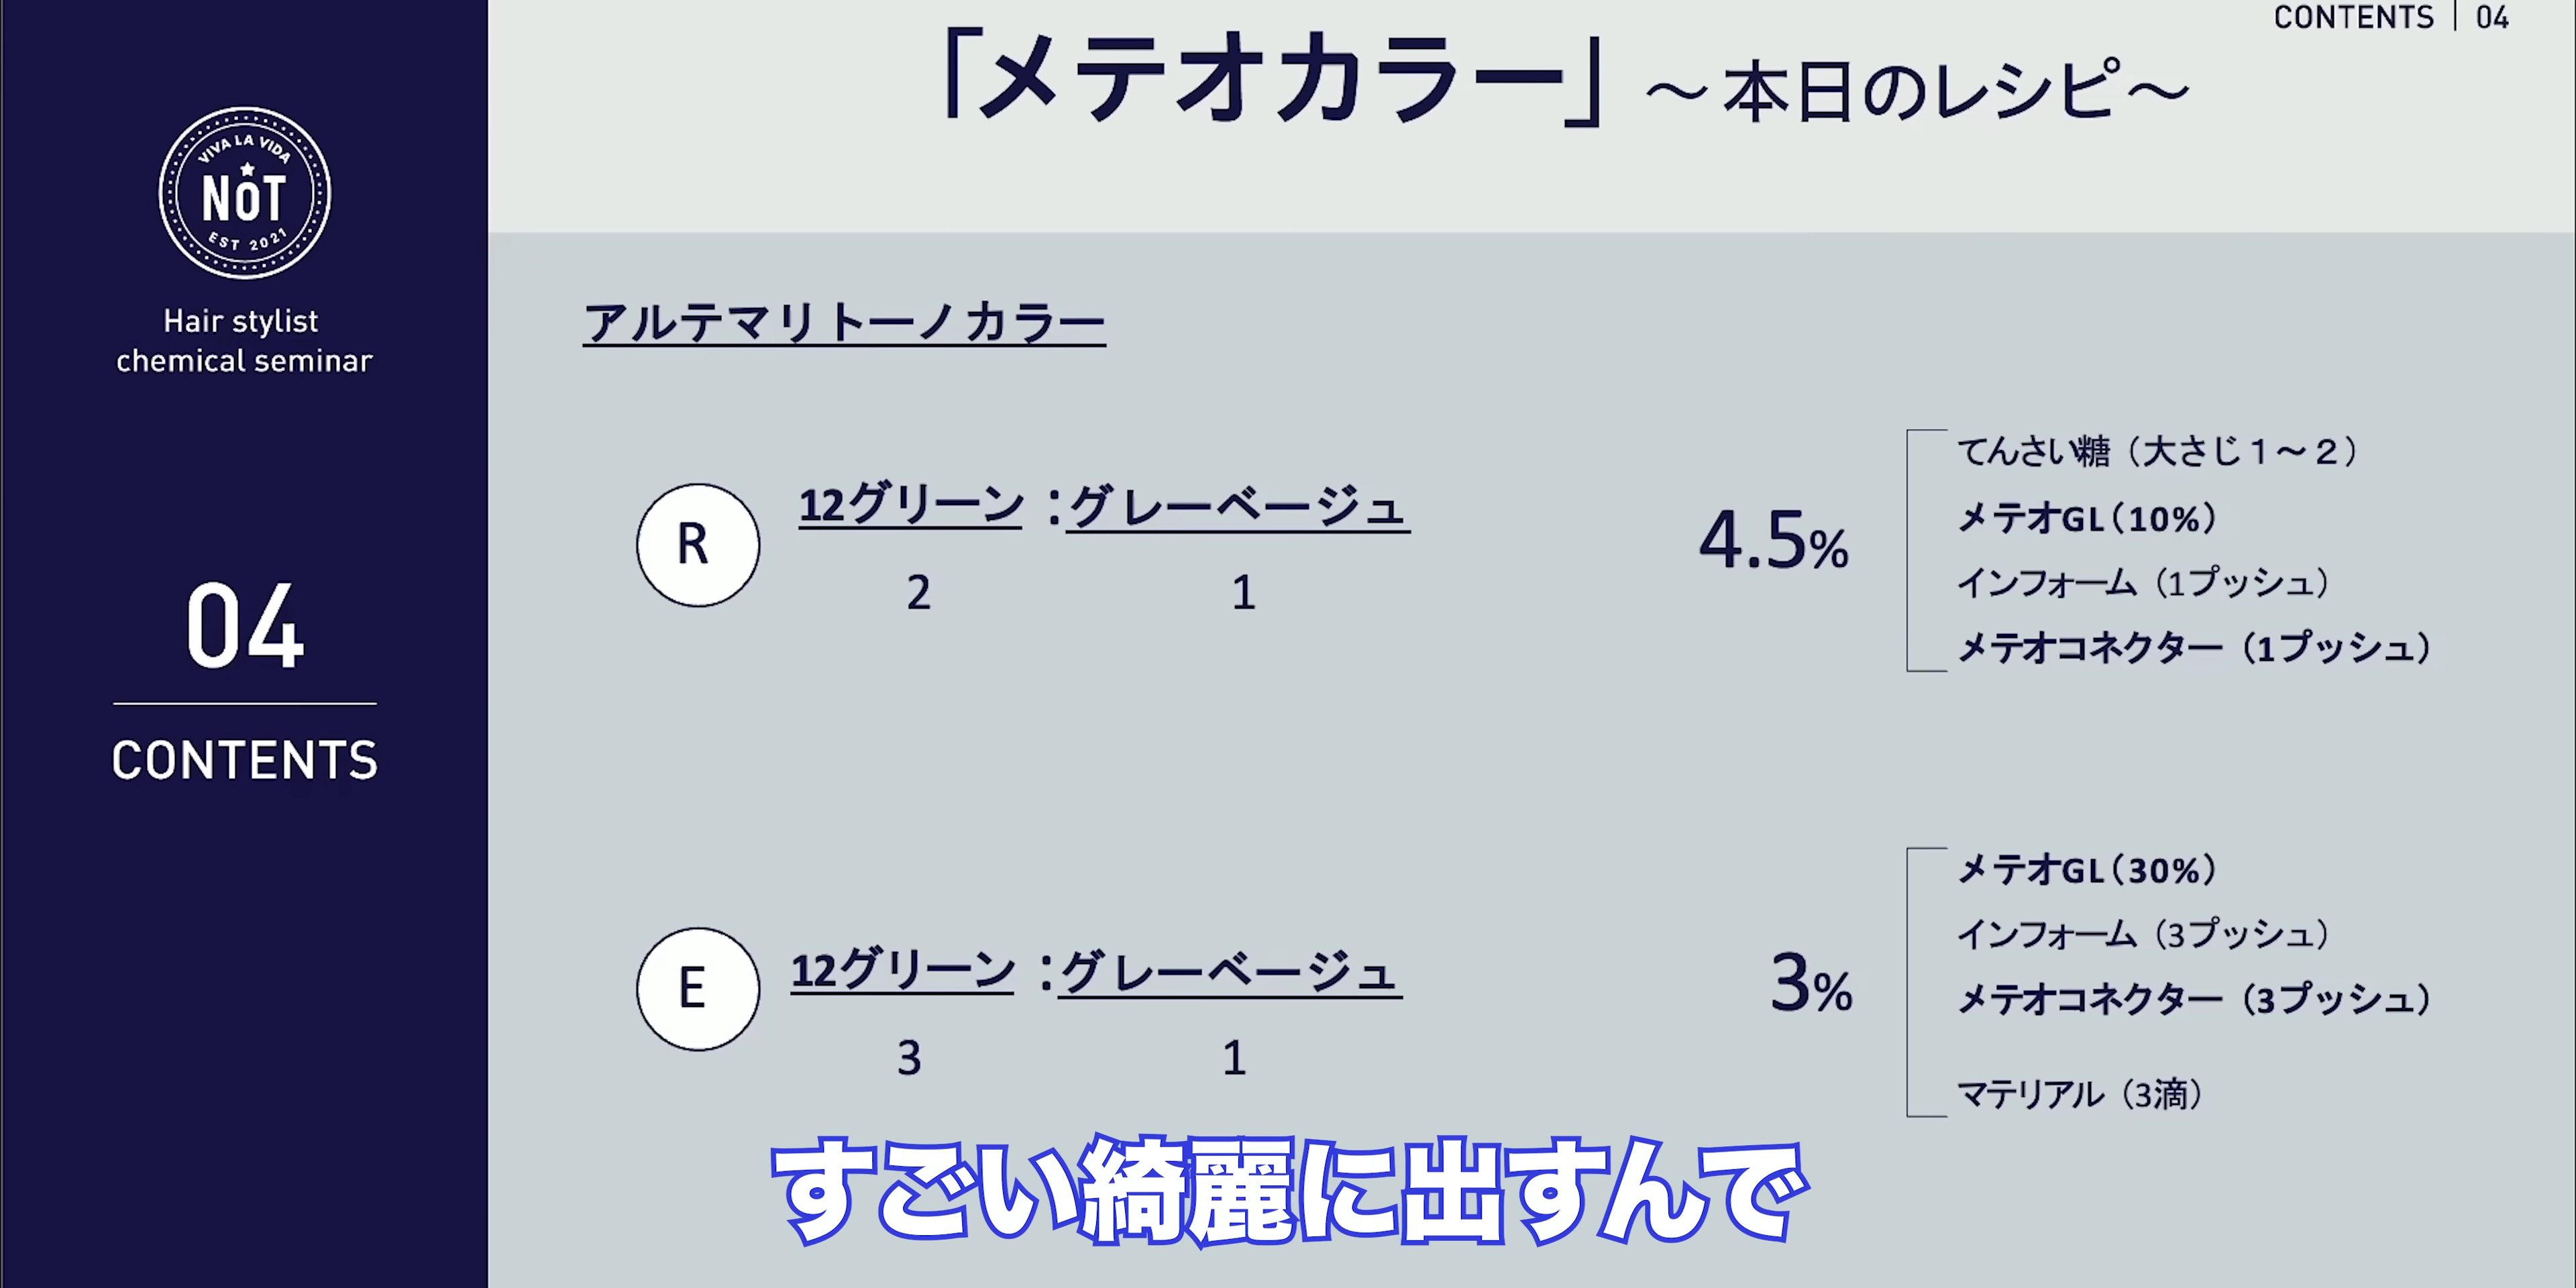 CONTENTS | 04
「メテオカラー」～本日のレシピ～
VIVA LA VIDA
NOT
EST 2021
Hair stylist
chemical seminar
04
CONTENTS
アルテマリトーノカラー
R
12グリーン：グレーベージュ
2 1
4.5%
てんさい糖（大さじ１～２）
メテオGL（10%）
インフォーム（1プッシュ）
メテオコネクター（1プッシュ）
E
12グリーン：グレーベージュ
3 1
3%
メテオGL（30%）
インフォーム（3プッシュ）
メテオコネクター（3プッシュ）
マテリアル（3滴）
すごい綺麗に出すんで